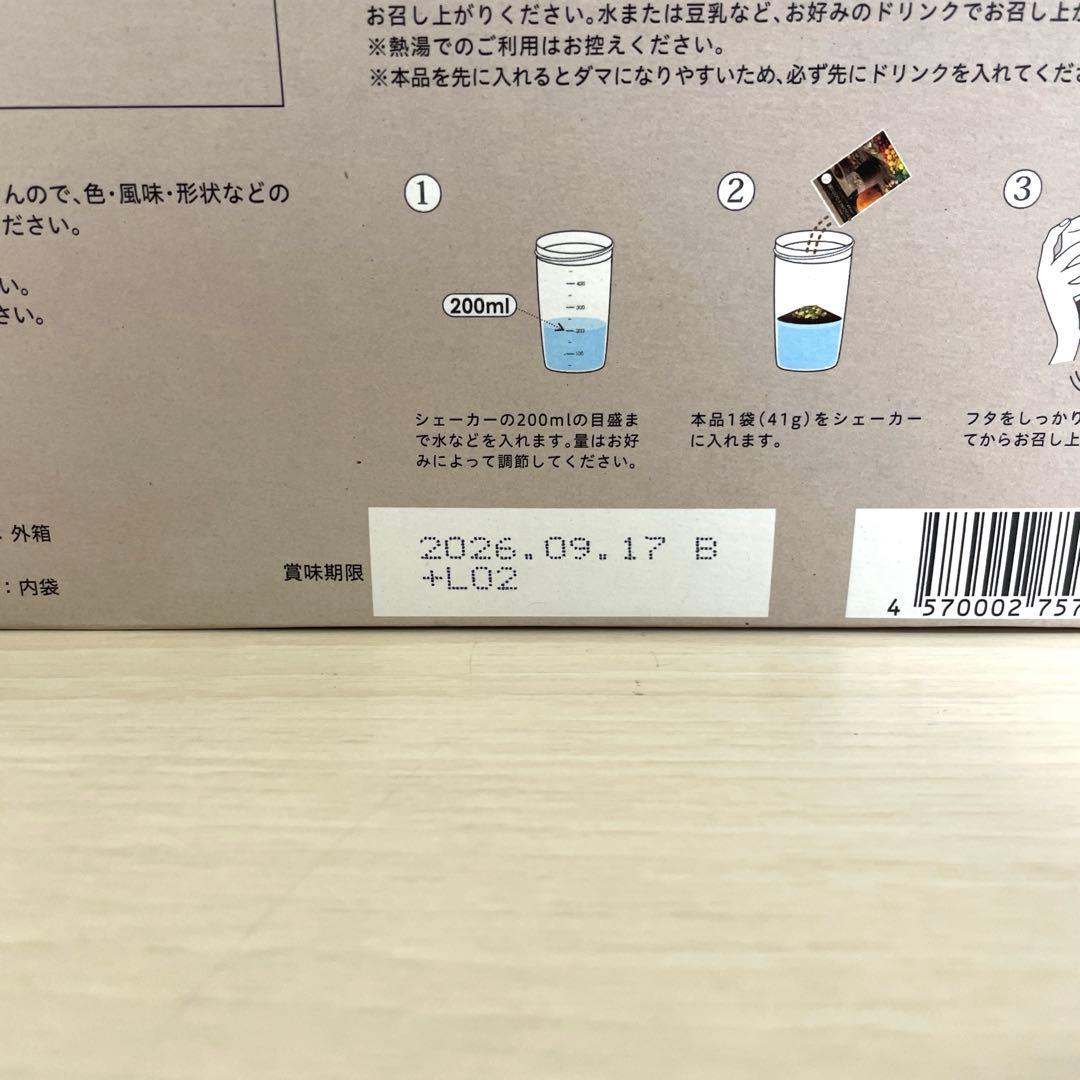 お召し上がりください。水または豆乳など、お好みのドリンクでお召し上が
※熱湯でのご利用はお控えください。
※本品を先に入れるとダマになりやすいため、必ず先にドリンクを入れてくださ
んので、色・風味・形状などの
ださい。
い。
さい。
外箱
：内袋
①
200ml
400
300
200
100
シェーカーの200mlの目盛ま
で水などを入れます。量はお好
みによって調節してください。
②
本品1袋（41g）をシェーカー
に入れます。
③
フタをしっかり
てからお召し上
賞味期限
2026.09.17 B
+L02
4 570002 757